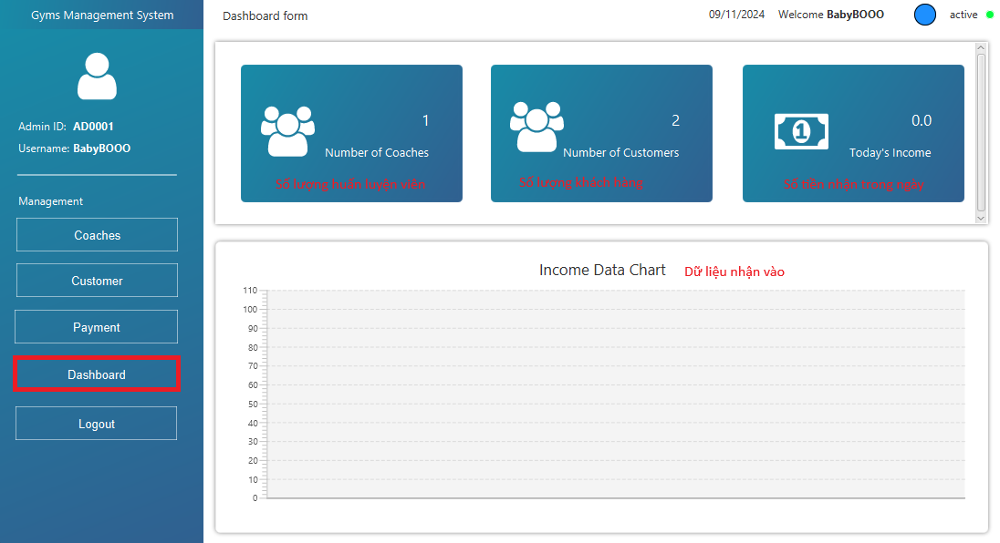 Gyms Management System
Dashboard form
09/11/2024 Welcome BabyBOOO active
Admin ID: AD0001
Username: BabyBOOO
Management
Coaches
Customer
Payment
Dashboard
Logout
1
Number of Coaches
Số lượng huấn luyện viên
2
Number of Customers
Số lượng khách hàng
1
0.0
Today's Income
Số tiền nhận trong ngày
Income Data Chart Dữ liệu nhận vào
110
100
90
80
70
60
50
40
30
20
10
0